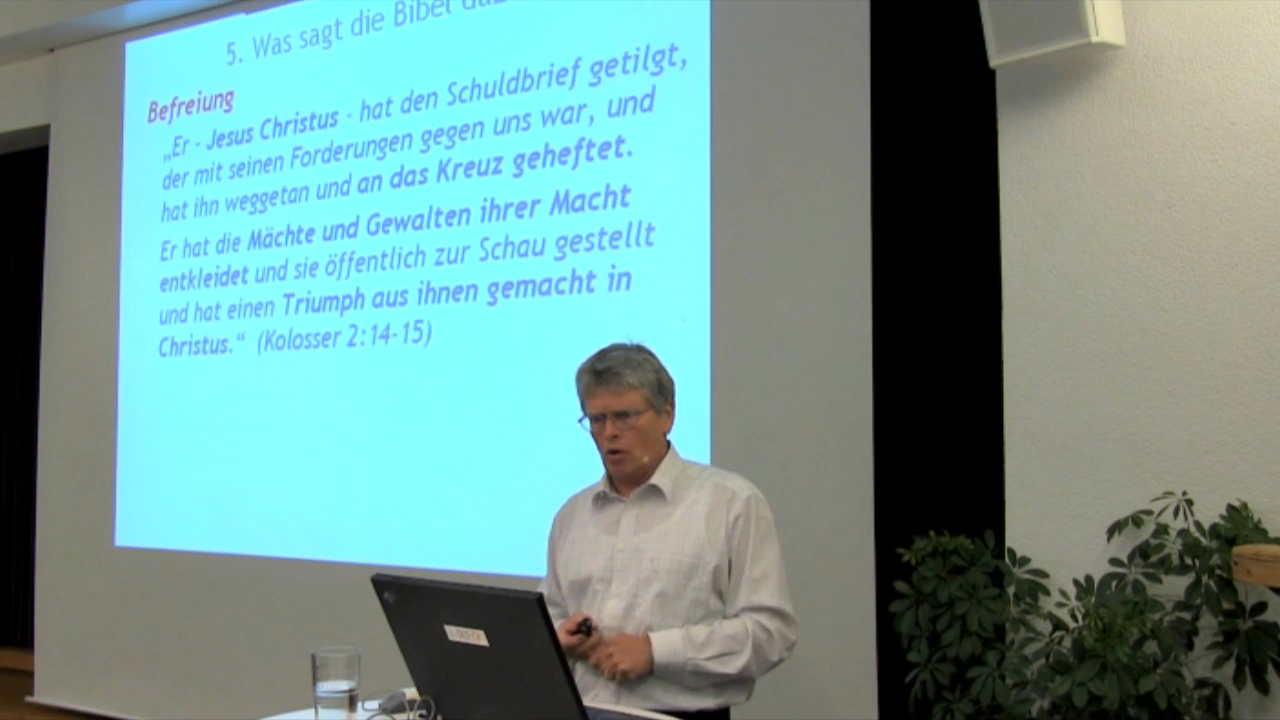 5. Was sagt die Bibel
Befreiung
„Er - Jesus Christus - hat den Schuldbrief getilgt,
der mit seinen Forderungen gegen uns war, und
hat ihn weggetan und an das Kreuz geheftet.
Er hat die Mächte und Gewalten ihrer Macht
entkleidet und sie öffentlich zur Schau gestellt
und hat einen Triumph aus ihnen gemacht in
Christus.“ (Kolosser 2:14-15)